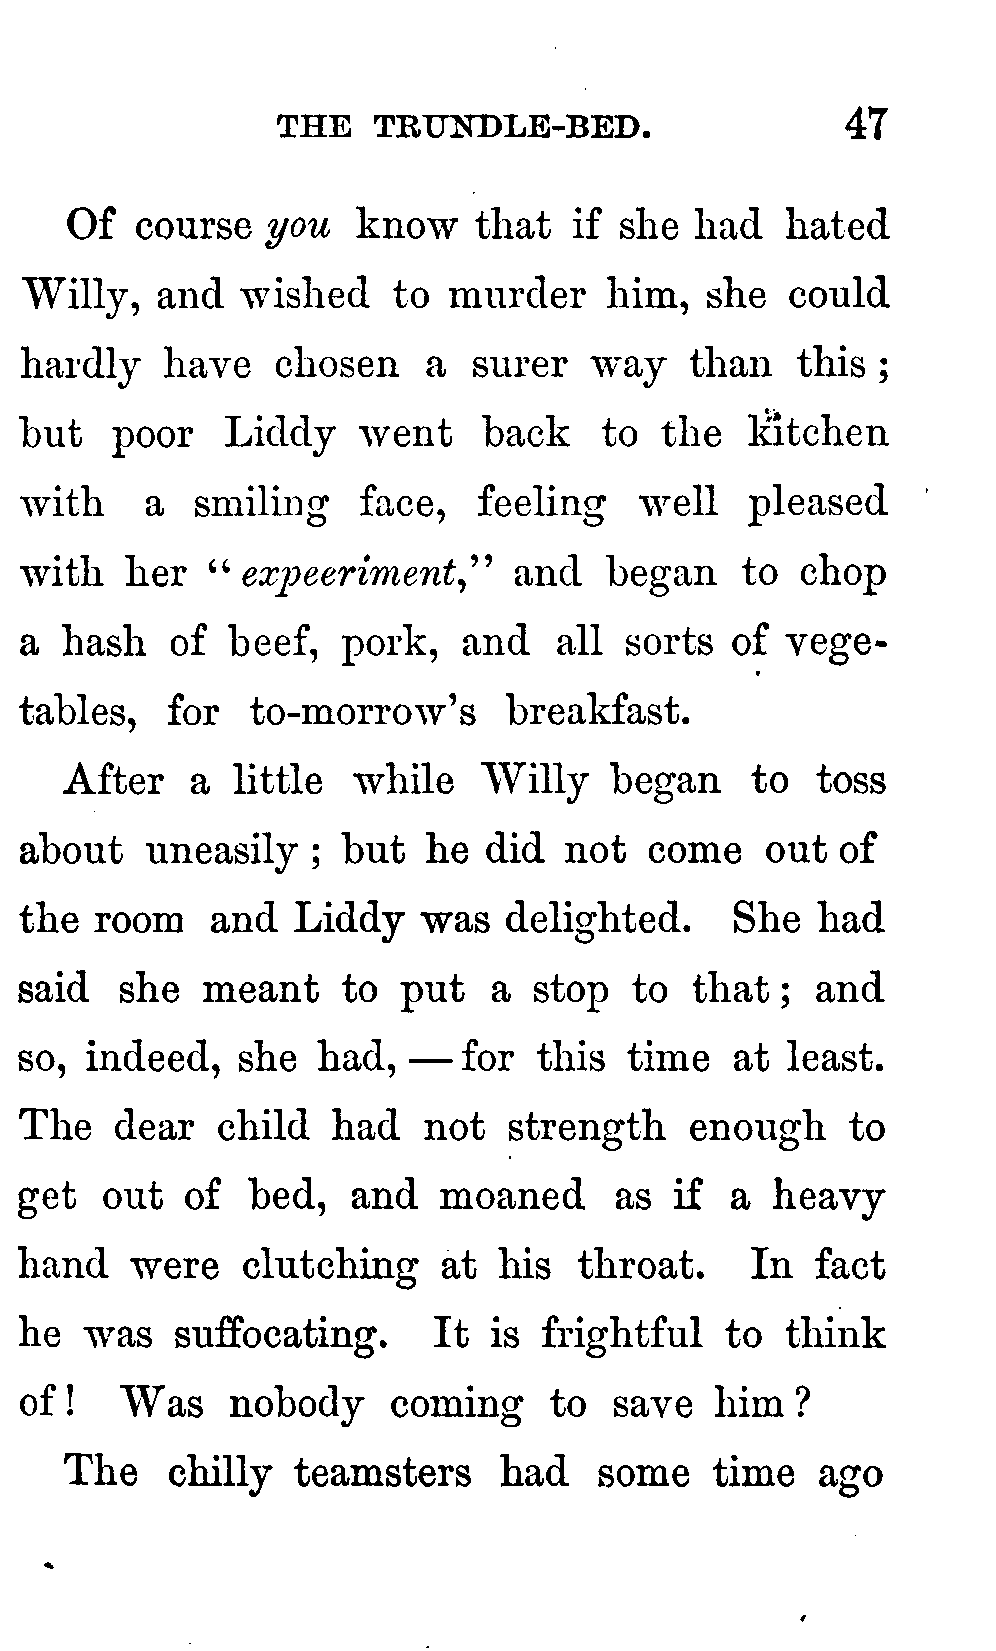 THE TRUNDLE-BED. 47
Of course you know that if she had hated
Willy, and wished to murder him, she could
hardly have chosen a surer way than this;
but poor Liddy went back to the kitchen
with a smiling face, feeling well pleased
with her "expeeriment," and began to chop
a hash of beef, pork, and all sorts of vege-
tables, for to-morrow's breakfast.
After a little while Willy began to toss
about uneasily; but he did not come out of
the room and Liddy was delighted. She had
said she meant to put a stop to that; and
so, indeed, she had, — for this time at least.
The dear child had not strength enough to
get out of bed, and moaned as if a heavy
hand were clutching at his throat. In fact
he was suffocating. It is frightful to think
of! Was nobody coming to save him?
The chilly teamsters had some time ago